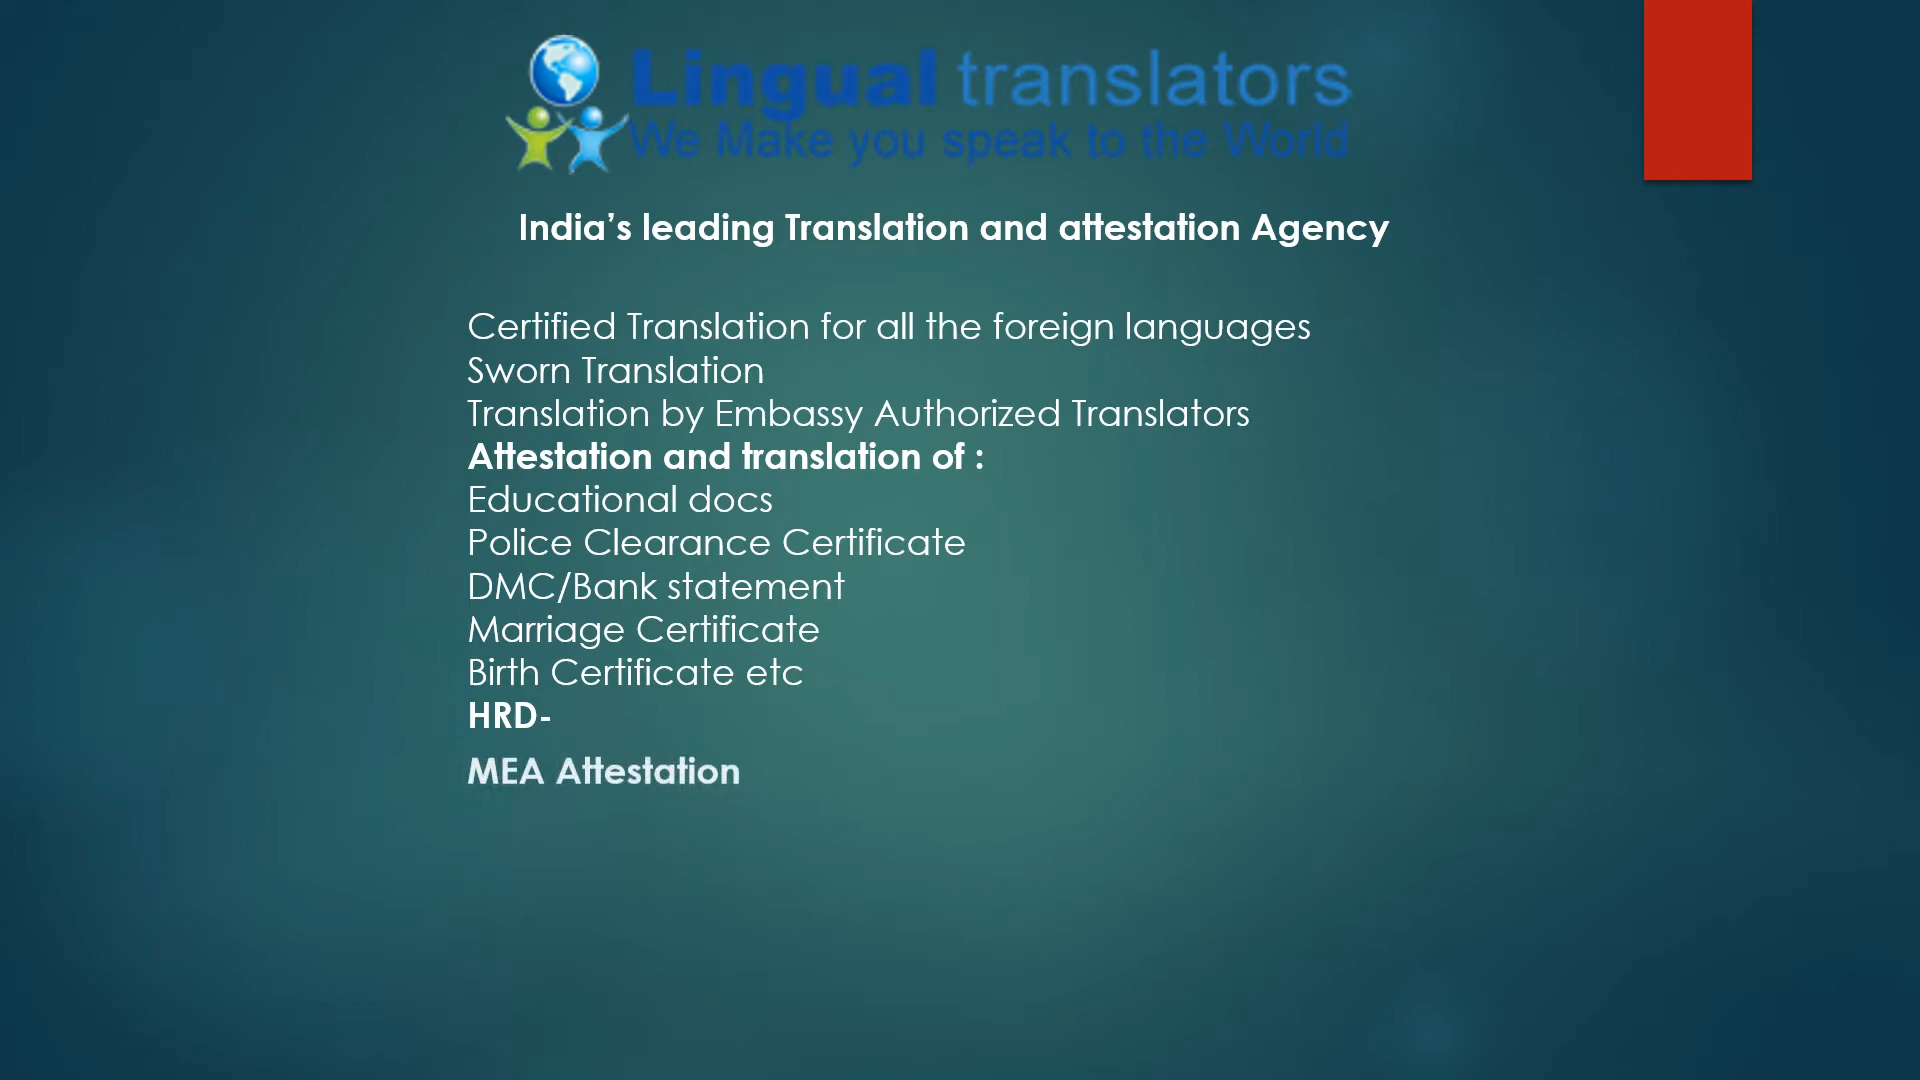 Lingual translators
We Make you speak to the World
India’s leading Translation and attestation Agency
Certified Translation for all the foreign languages
Sworn Translation
Translation by Embassy Authorized Translators
Attestation and translation of :
Educational docs
Police Clearance Certificate
DMC/Bank statement
Marriage Certificate
Birth Certificate etc
HRD-
MEA Attestation